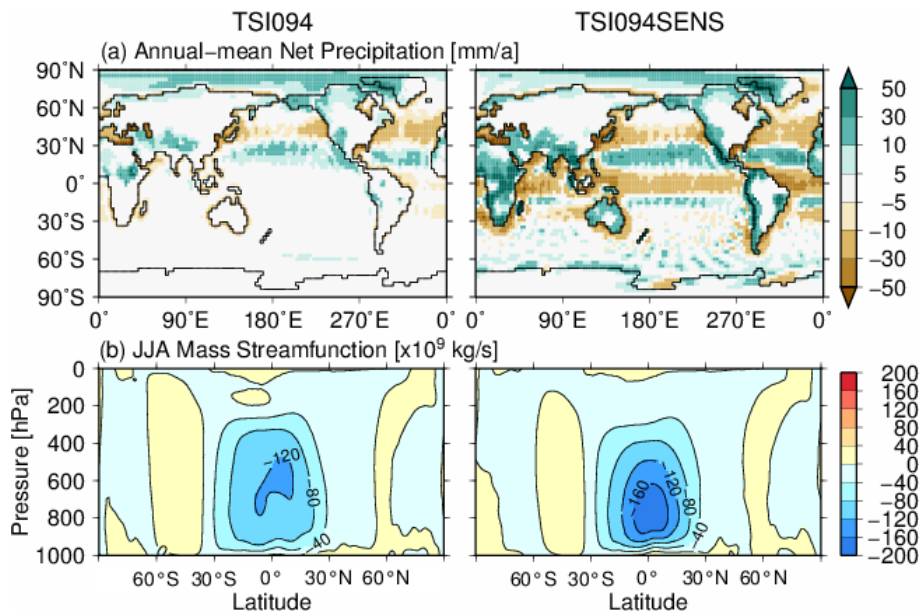 TSI094 TSI094SENS
(a) Annual−mean Net Precipitation [mm/a]
90˚N
60˚N
30˚N
0˚
30˚S
60˚S
90˚S
0˚ 90˚E 180˚E 270˚E 0˚ 90˚E 180˚E 270˚E 0˚
50
30
10
5
−5
−10
−30
−50
(b) JJA Mass Streamfunction [x10⁹ kg/s]
Pressure [hPa]
0
200
400
600
800
1000
−120
−80
−40
0
−120
−80
−160
−40
60˚S 30˚S 0˚ 30˚N 60˚N 60˚S 30˚S 0˚ 30˚N 60˚N
Latitude Latitude
200
160
120
80
40
0
−40
−80
−120
−160
−200